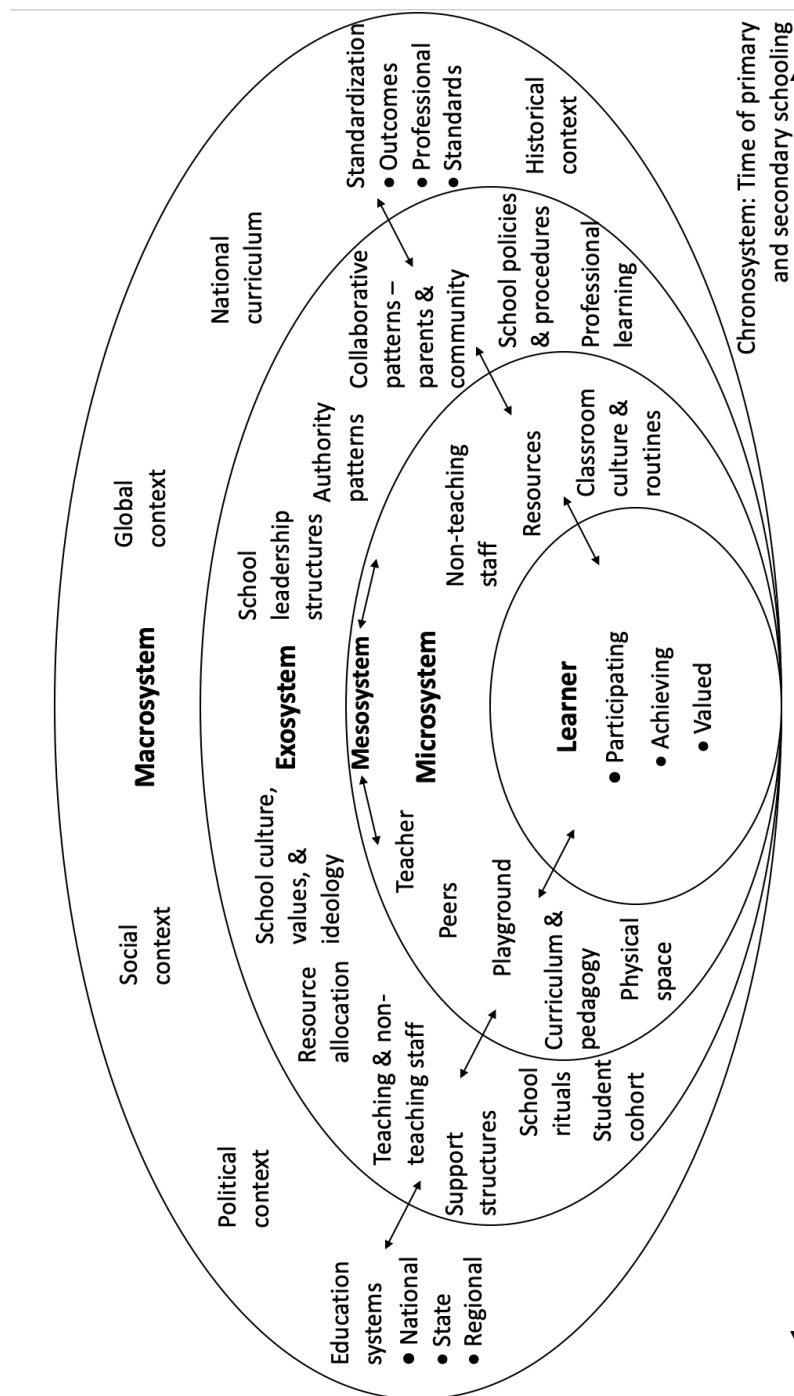 Macrosystem
Political
context
Social
context
Global
context
National
curriculum
Education
systems
• National
• State
• Regional
Standardization
• Outcomes
• Professional
• Standards
Historical
context
Exosystem
School culture,
values, &
ideology
School
leadership
structures
Resource
allocation
Authority
patterns
Teaching & non-
teaching staff
Collaborative
patterns –
parents &
community
Support
structures
School policies
& procedures
School
rituals
Student
cohort
Professional
learning
Mesosystem
Microsystem
Teacher
Peers
Playground
Curriculum &
pedagogy
Physical
space
Non-teaching
staff
Resources
Classroom
culture &
routines
Learner
• Participating
• Achieving
• Valued
Chronosystem: Time of primary
and secondary schooling